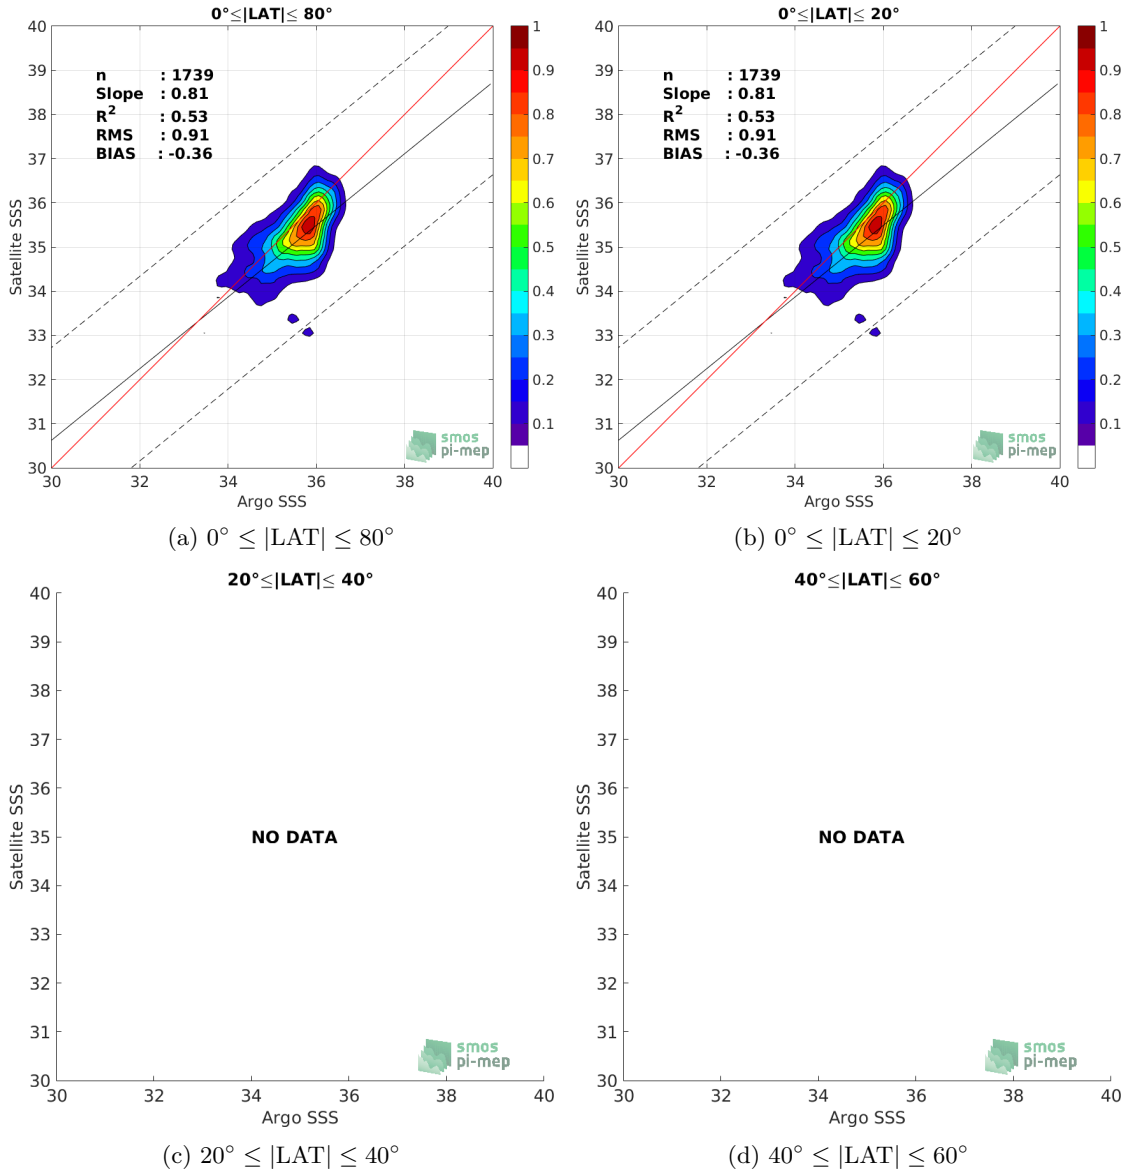 0°≤|LAT|≤ 80°
40
39
38
37
36
35
34
33
32
31
30
Satellite SSS
n : 1739
Slope : 0.81
R² : 0.53
RMS : 0.91
BIAS : -0.36
smos
pi-mep
30 32 34 36 38 40
Argo SSS
1
0.9
0.8
0.7
0.6
0.5
0.4
0.3
0.2
0.1
(a) 0° ≤ |LAT| ≤ 80°
0°≤|LAT|≤ 20°
40
39
38
37
36
35
34
33
32
31
30
Satellite SSS
n : 1739
Slope : 0.81
R² : 0.53
RMS : 0.91
BIAS : -0.36
smos
pi-mep
30 32 34 36 38 40
Argo SSS
1
0.9
0.8
0.7
0.6
0.5
0.4
0.3
0.2
0.1
(b) 0° ≤ |LAT| ≤ 20°
20°≤|LAT|≤ 40°
40
39
38
37
36
35
34
33
32
31
30
Satellite SSS
NO DATA
smos
pi-mep
30 32 34 36 38 40
Argo SSS
(c) 20° ≤ |LAT| ≤ 40°
40°≤|LAT|≤ 60°
40
39
38
37
36
35
34
33
32
31
30
Satellite SSS
NO DATA
smos
pi-mep
30 32 34 36 38 40
Argo SSS
(d) 40° ≤ |LAT| ≤ 60°